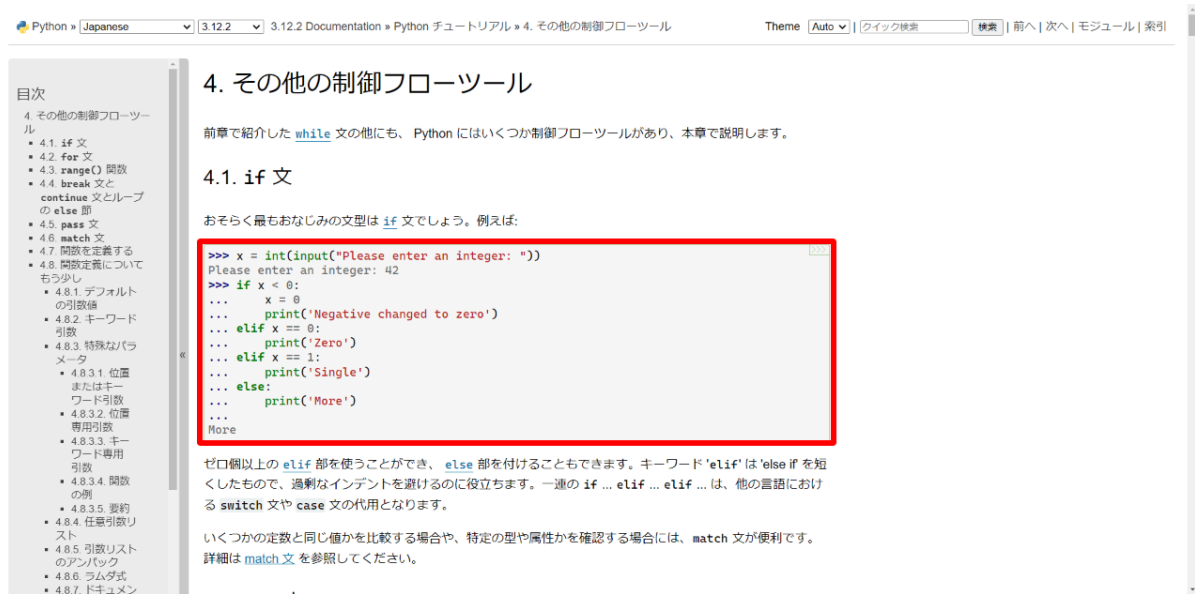 Python » Japanese 3.12.2 3.12.2 Documentation » Python チュートリアル » 4. その他の制御フローツール Theme Auto | クイック検索 検索 | 前へ | 次へ | モジュール | 索引
目次
4. その他の制御フローツー
ル
4.1. if 文
4.2. for 文
4.3. range() 関数
4.4. break 文と
continue 文とループ
の else 節
4.5. pass 文
4.6. match 文
4.7. 関数を定義する
4.8. 関数定義について
もう少し
4.8.1. デフォルト
の引数値
4.8.2. キーワード
引数
4.8.3. 特殊なパラ
メータ
4.8.3.1. 位置
またはキー
ワード引数
4.8.3.2. 位置
専用引数
4.8.3.3. キー
ワード専用
引数
4.8.3.4. 関数
の例
4.8.3.5. 要約
4.8.4. 任意引数リ
スト
4.8.5. 引数リスト
のアンパック
4.8.6. ラムダ式
4.8.7. ドキュメン
«
4. その他の制御フローツール
前章で紹介した while 文の他にも、 Python にはいくつか制御フローツールがあり、本章で説明します。
4.1. if 文
おそらく最もおなじみの文型は if 文でしょう。例えば:
>>>
>>> x = int(input("Please enter an integer: "))
Please enter an integer: 42
>>> if x < 0:
...     x = 0
...     print('Negative changed to zero')
... elif x == 0:
...     print('Zero')
... elif x == 1:
...     print('Single')
... else:
...     print('More')
...
More
ゼロ個以上の elif 部を使うことができ、 else 部を付けることもできます。キーワード 'elif' は 'else if' を短
くしたもので、過剰なインデントを避けるのに役立ちます。一連の if ... elif ... elif ... は、他の言語におけ
る switch 文や case 文の代用となります。
いくつかの定数と同じ値かを比較する場合や、特定の型や属性かを確認する場合には、match 文が便利です。
詳細は match 文 を参照してください。